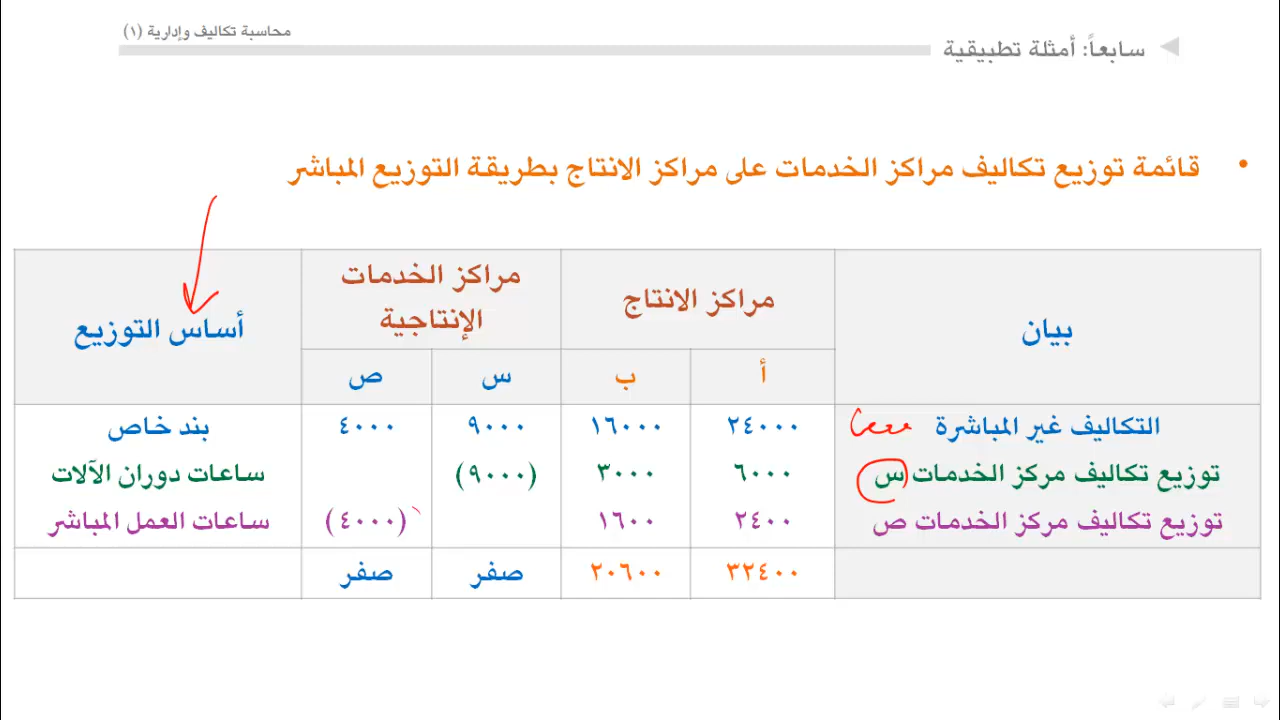 محاسبة تكاليف وإدارية (١)
سابعاً: أمثلة تطبيقية
• قائمة توزيع تكاليف مراكز الخدمات على مراكز الانتاج بطريقة التوزيع المباشر
بيان مراكز الانتاج مراكز الخدمات الإنتاجية أساس التوزيع
أ ب س ص
التكاليف غير المباشرة ٢٤٠٠٠ ١٦٠٠٠ ٩٠٠٠ ٤٠٠٠ بند خاص
توزيع تكاليف مركز الخدمات س ٦٠٠٠ ٣٠٠٠ (٩٠٠٠) ساعات دوران الآلات
توزيع تكاليف مركز الخدمات ص ٢٤٠٠ ١٦٠٠ (٤٠٠٠) ساعات العمل المباشر
٣٢٤٠٠ ٢٠٦٠٠ صفر صفر